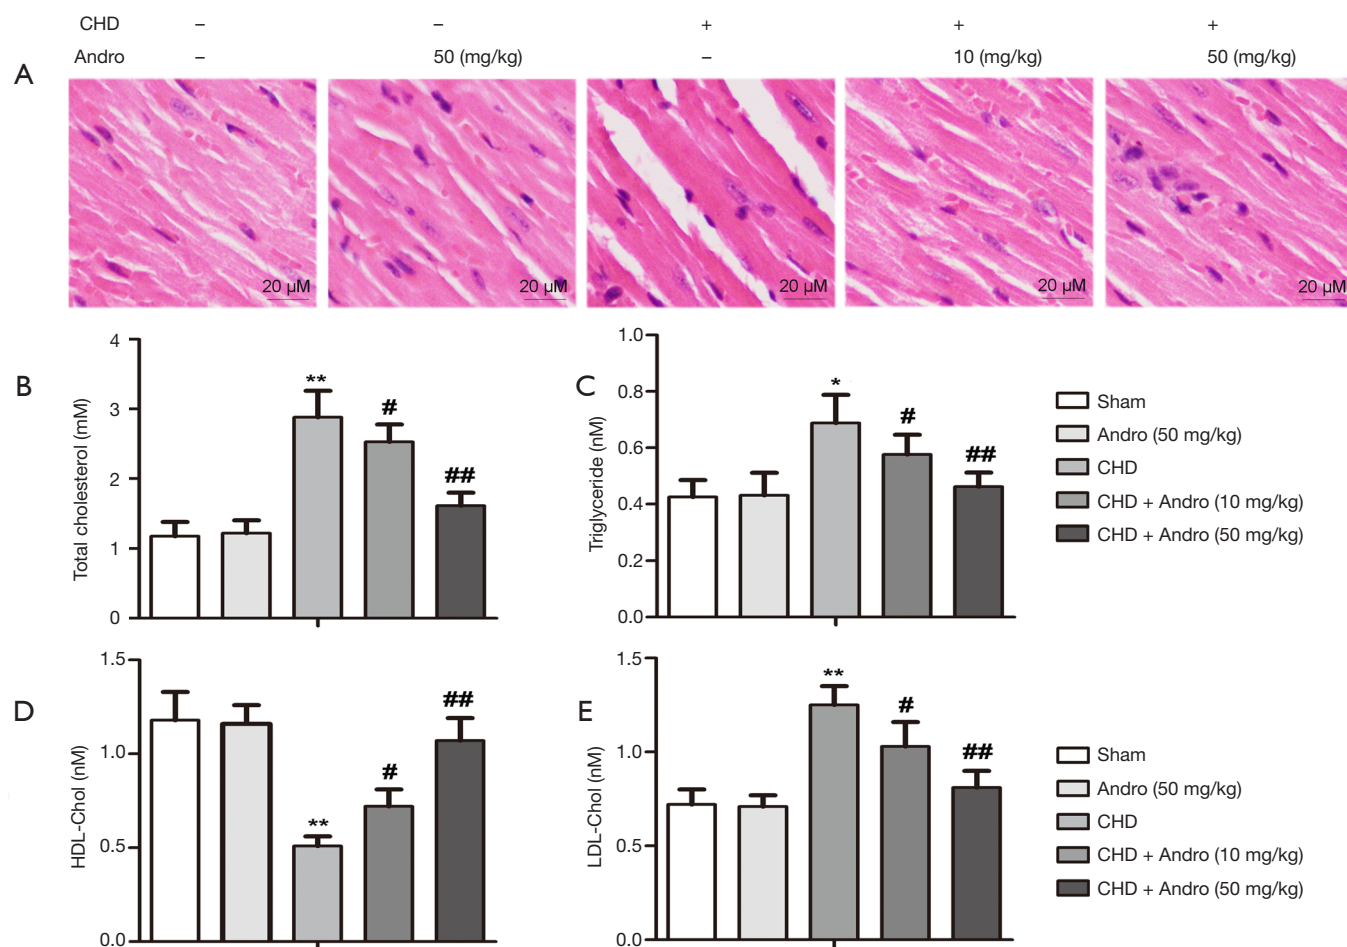 CHD – – + + +
Andro – 50 (mg/kg) – 10 (mg/kg) 50 (mg/kg)
A
20 µM 20 µM 20 µM 20 µM 20 µM
B
Total cholesterol (mM)
4
3
2
1
0
**
#
##
C
Triglyceride (nM)
1.0
0.8
0.6
0.4
0.2
0.0
*
#
##
Sham
Andro (50 mg/kg)
CHD
CHD + Andro (10 mg/kg)
CHD + Andro (50 mg/kg)
D
HDL-Chol (nM)
1.5
1.0
0.5
0.0
**
#
##
E
LDL-Chol (nM)
1.5
1.0
0.5
0.0
**
#
##
Sham
Andro (50 mg/kg)
CHD
CHD + Andro (10 mg/kg)
CHD + Andro (50 mg/kg)